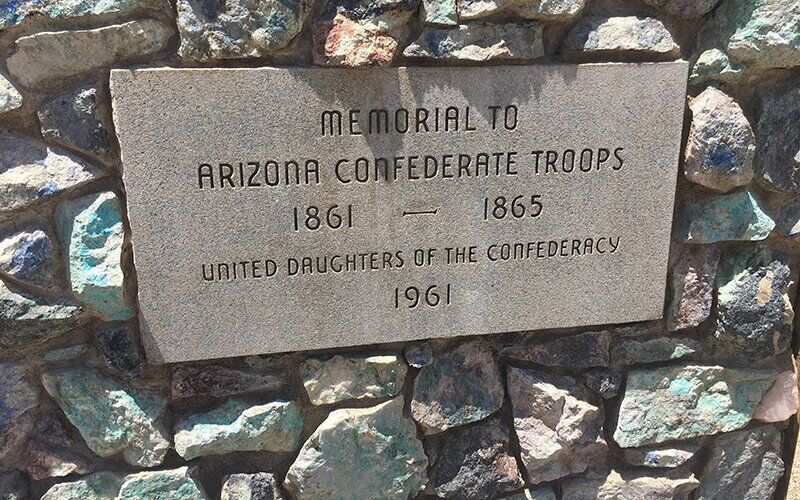 MEMORIAL TO
ARIZONA CONFEDERATE TROOPS
1861 — 1865
UNITED DAUGHTERS OF THE CONFEDERACY
1961